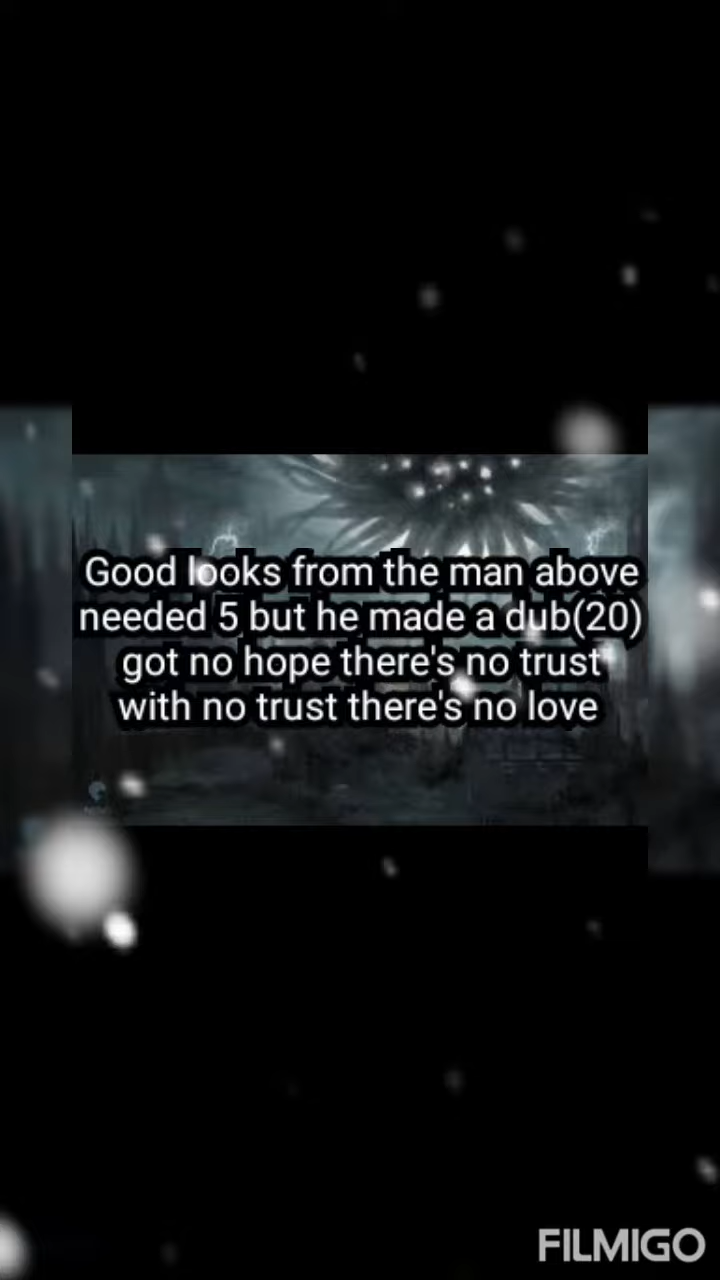 Good looks from the man above
needed 5 but he made a dub(20)
got no hope there's no trust
with no trust there's no love
FILMIGO